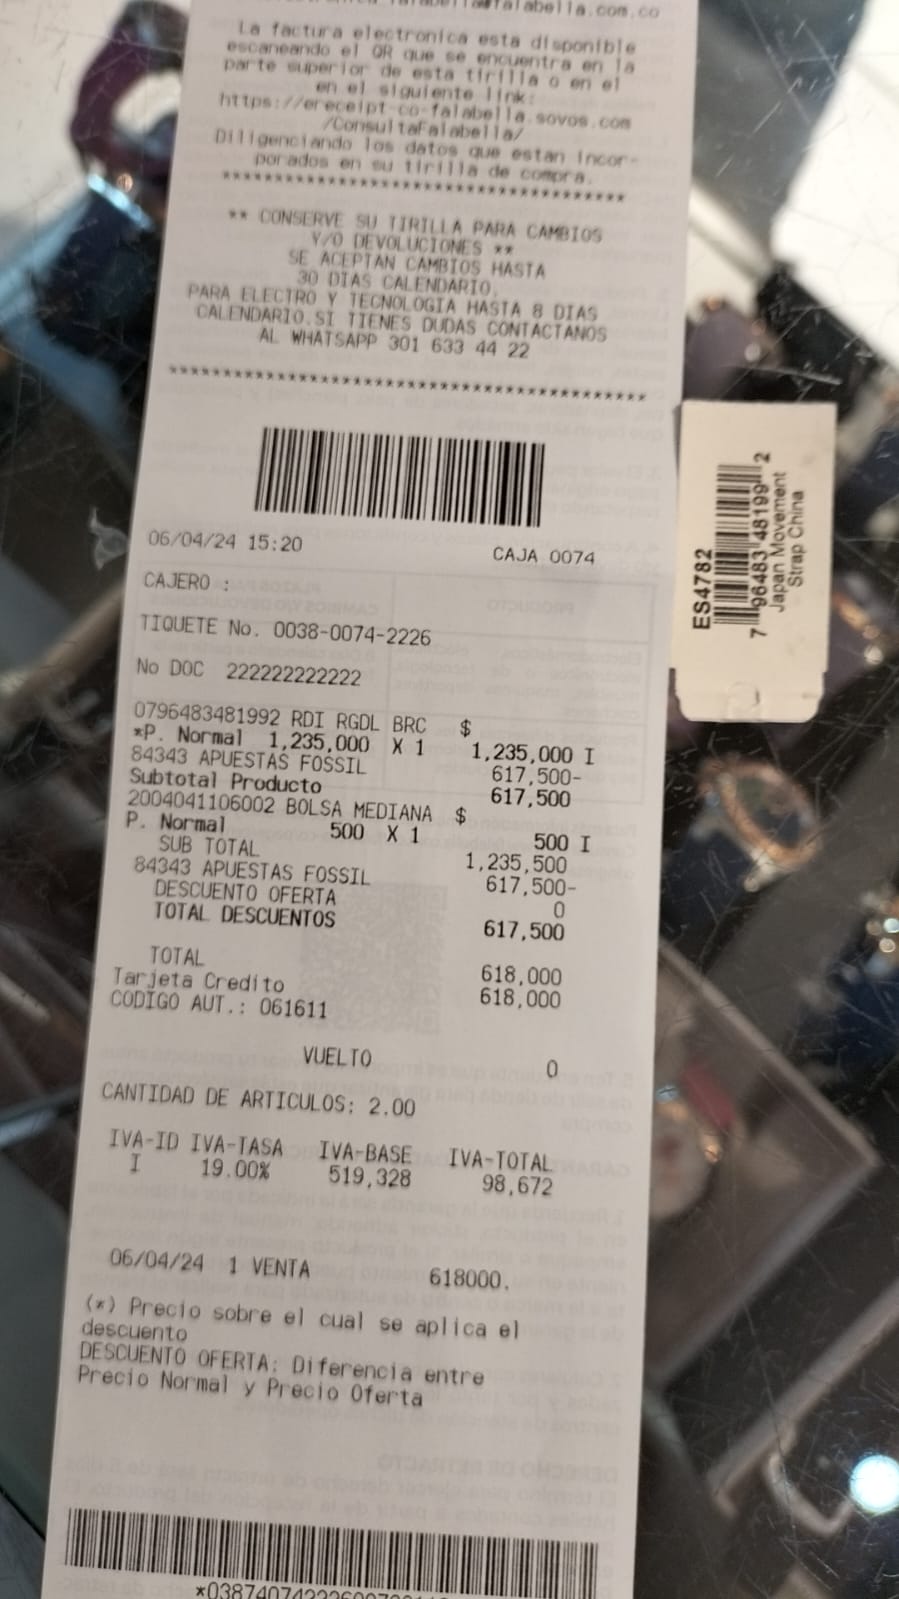 falabella@falabella.com.co
La factura electronica esta disponible
escaneando el QR que se encuentra en la
parte superior de esta tirilla o en el
en el siguiente link:
https://ereceipt-co-falabella.sovos.com
/ConsultaFalabella/
Diligenciando los datos que estan incor-
porados en su tirilla de compra.
****************************************
** CONSERVE SU TIRILLA PARA CAMBIOS
Y/O DEVOLUCIONES **
SE ACEPTAN CAMBIOS HASTA
30 DIAS CALENDARIO.
PARA ELECTRO Y TECNOLOGIA HASTA 8 DIAS
CALENDARIO.SI TIENES DUDAS CONTACTANOS
AL WHATSAPP 301 633 44 22
****************************************
06/04/24 15:20 CAJA 0074
CAJERO :
TIQUETE No. 0038-0074-2226
No DOC 222222222222
0796483481992 RDI RGDL BRC $
*P. Normal 1,235,000 X 1 1,235,000 I
84343 APUESTAS FOSSIL 617,500-
Subtotal Producto 617,500
2004041106002 BOLSA MEDIANA $
P. Normal 500 X 1 500 I
SUB TOTAL 1,235,500
84343 APUESTAS FOSSIL 617,500-
DESCUENTO OFERTA 0
TOTAL DESCUENTOS 617,500
TOTAL 618,000
Tarjeta Credito 618,000
CODIGO AUT.: 061611
VUELTO 0
CANTIDAD DE ARTICULOS: 2.00
IVA-ID IVA-TASA IVA-BASE IVA-TOTAL
I 19.00% 519,328 98,672
06/04/24 1 VENTA 618000.
(*) Precio sobre el cual se aplica el
descuento
DESCUENTO OFERTA: Diferencia entre
Precio Normal y Precio Oferta
ES4782
7 96483 48199 2
Japan Movement
Strap China